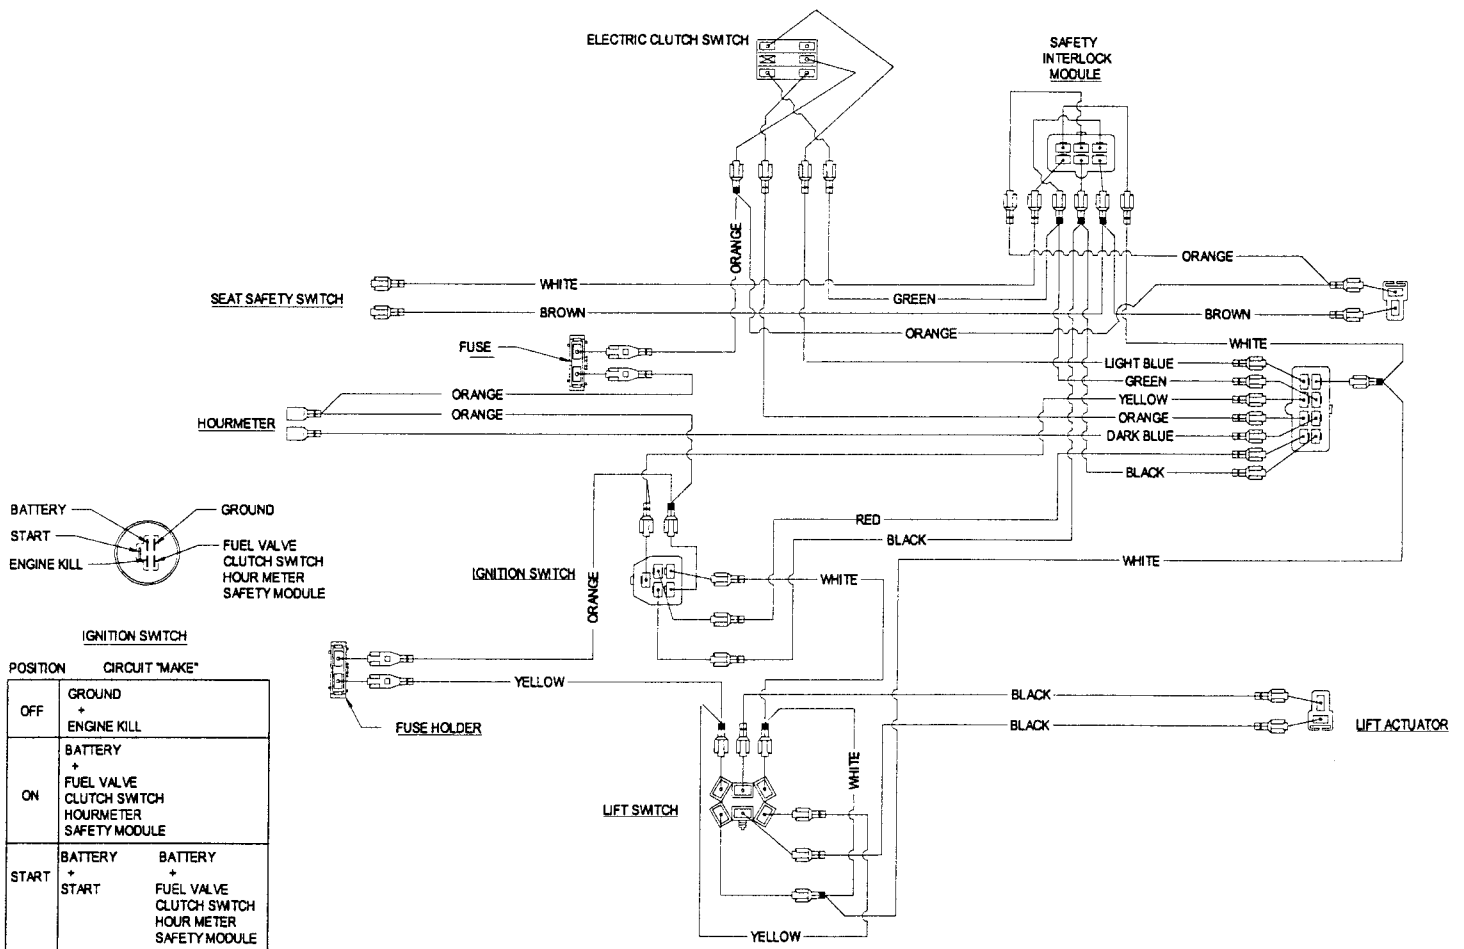 ELECTRIC CLUTCH SWITCH
SAFETY
INTERLOCK
MODULE
ORANGE
ORANGE
SEAT SAFETY SWITCH
WHITE
GREEN
BROWN
BROWN
ORANGE
WHITE
FUSE
LIGHT BLUE
GREEN
ORANGE
YELLOW
ORANGE
ORANGE
HOURMETER
DARK BLUE
BLACK
BATTERY
GROUND
START
ENGINE KILL
FUEL VALVE
CLUTCH SWITCH
HOUR METER
SAFETY MODULE
RED
BLACK
WHITE
IGNITION SWITCH
WHITE
ORANGE
IGNITION SWITCH
POSITION CIRCUIT "MAKE"
OFF
GROUND
+
ENGINE KILL
ON
BATTERY
+
FUEL VALVE
CLUTCH SWITCH
HOURMETER
SAFETY MODULE
START
BATTERY
+
START
BATTERY
+
FUEL VALVE
CLUTCH SWITCH
HOUR METER
SAFETY MODULE
YELLOW
FUSE HOLDER
BLACK
BLACK
LIFT ACTUATOR
WHITE
LIFT SWITCH
YELLOW